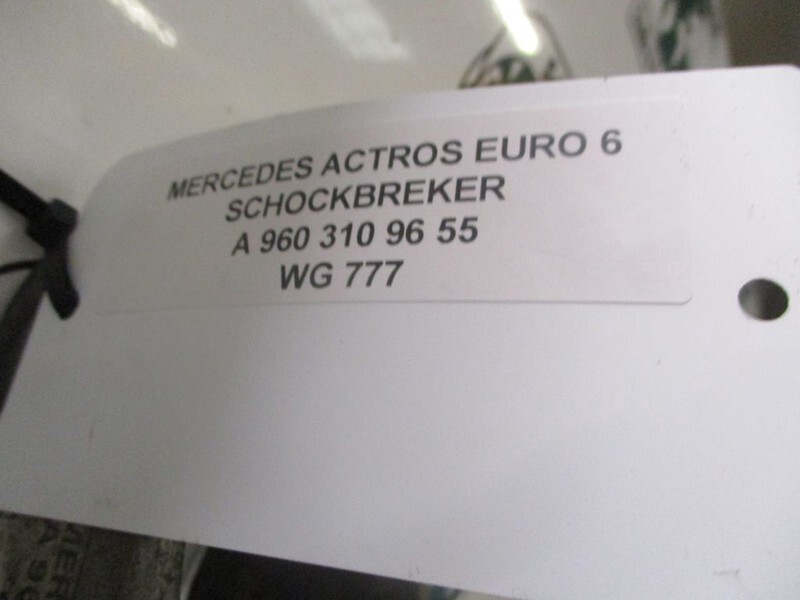 MERCEDES ACTROS EURO 6
SCHOCKBREKER
A 960 310 96 55
WG 777